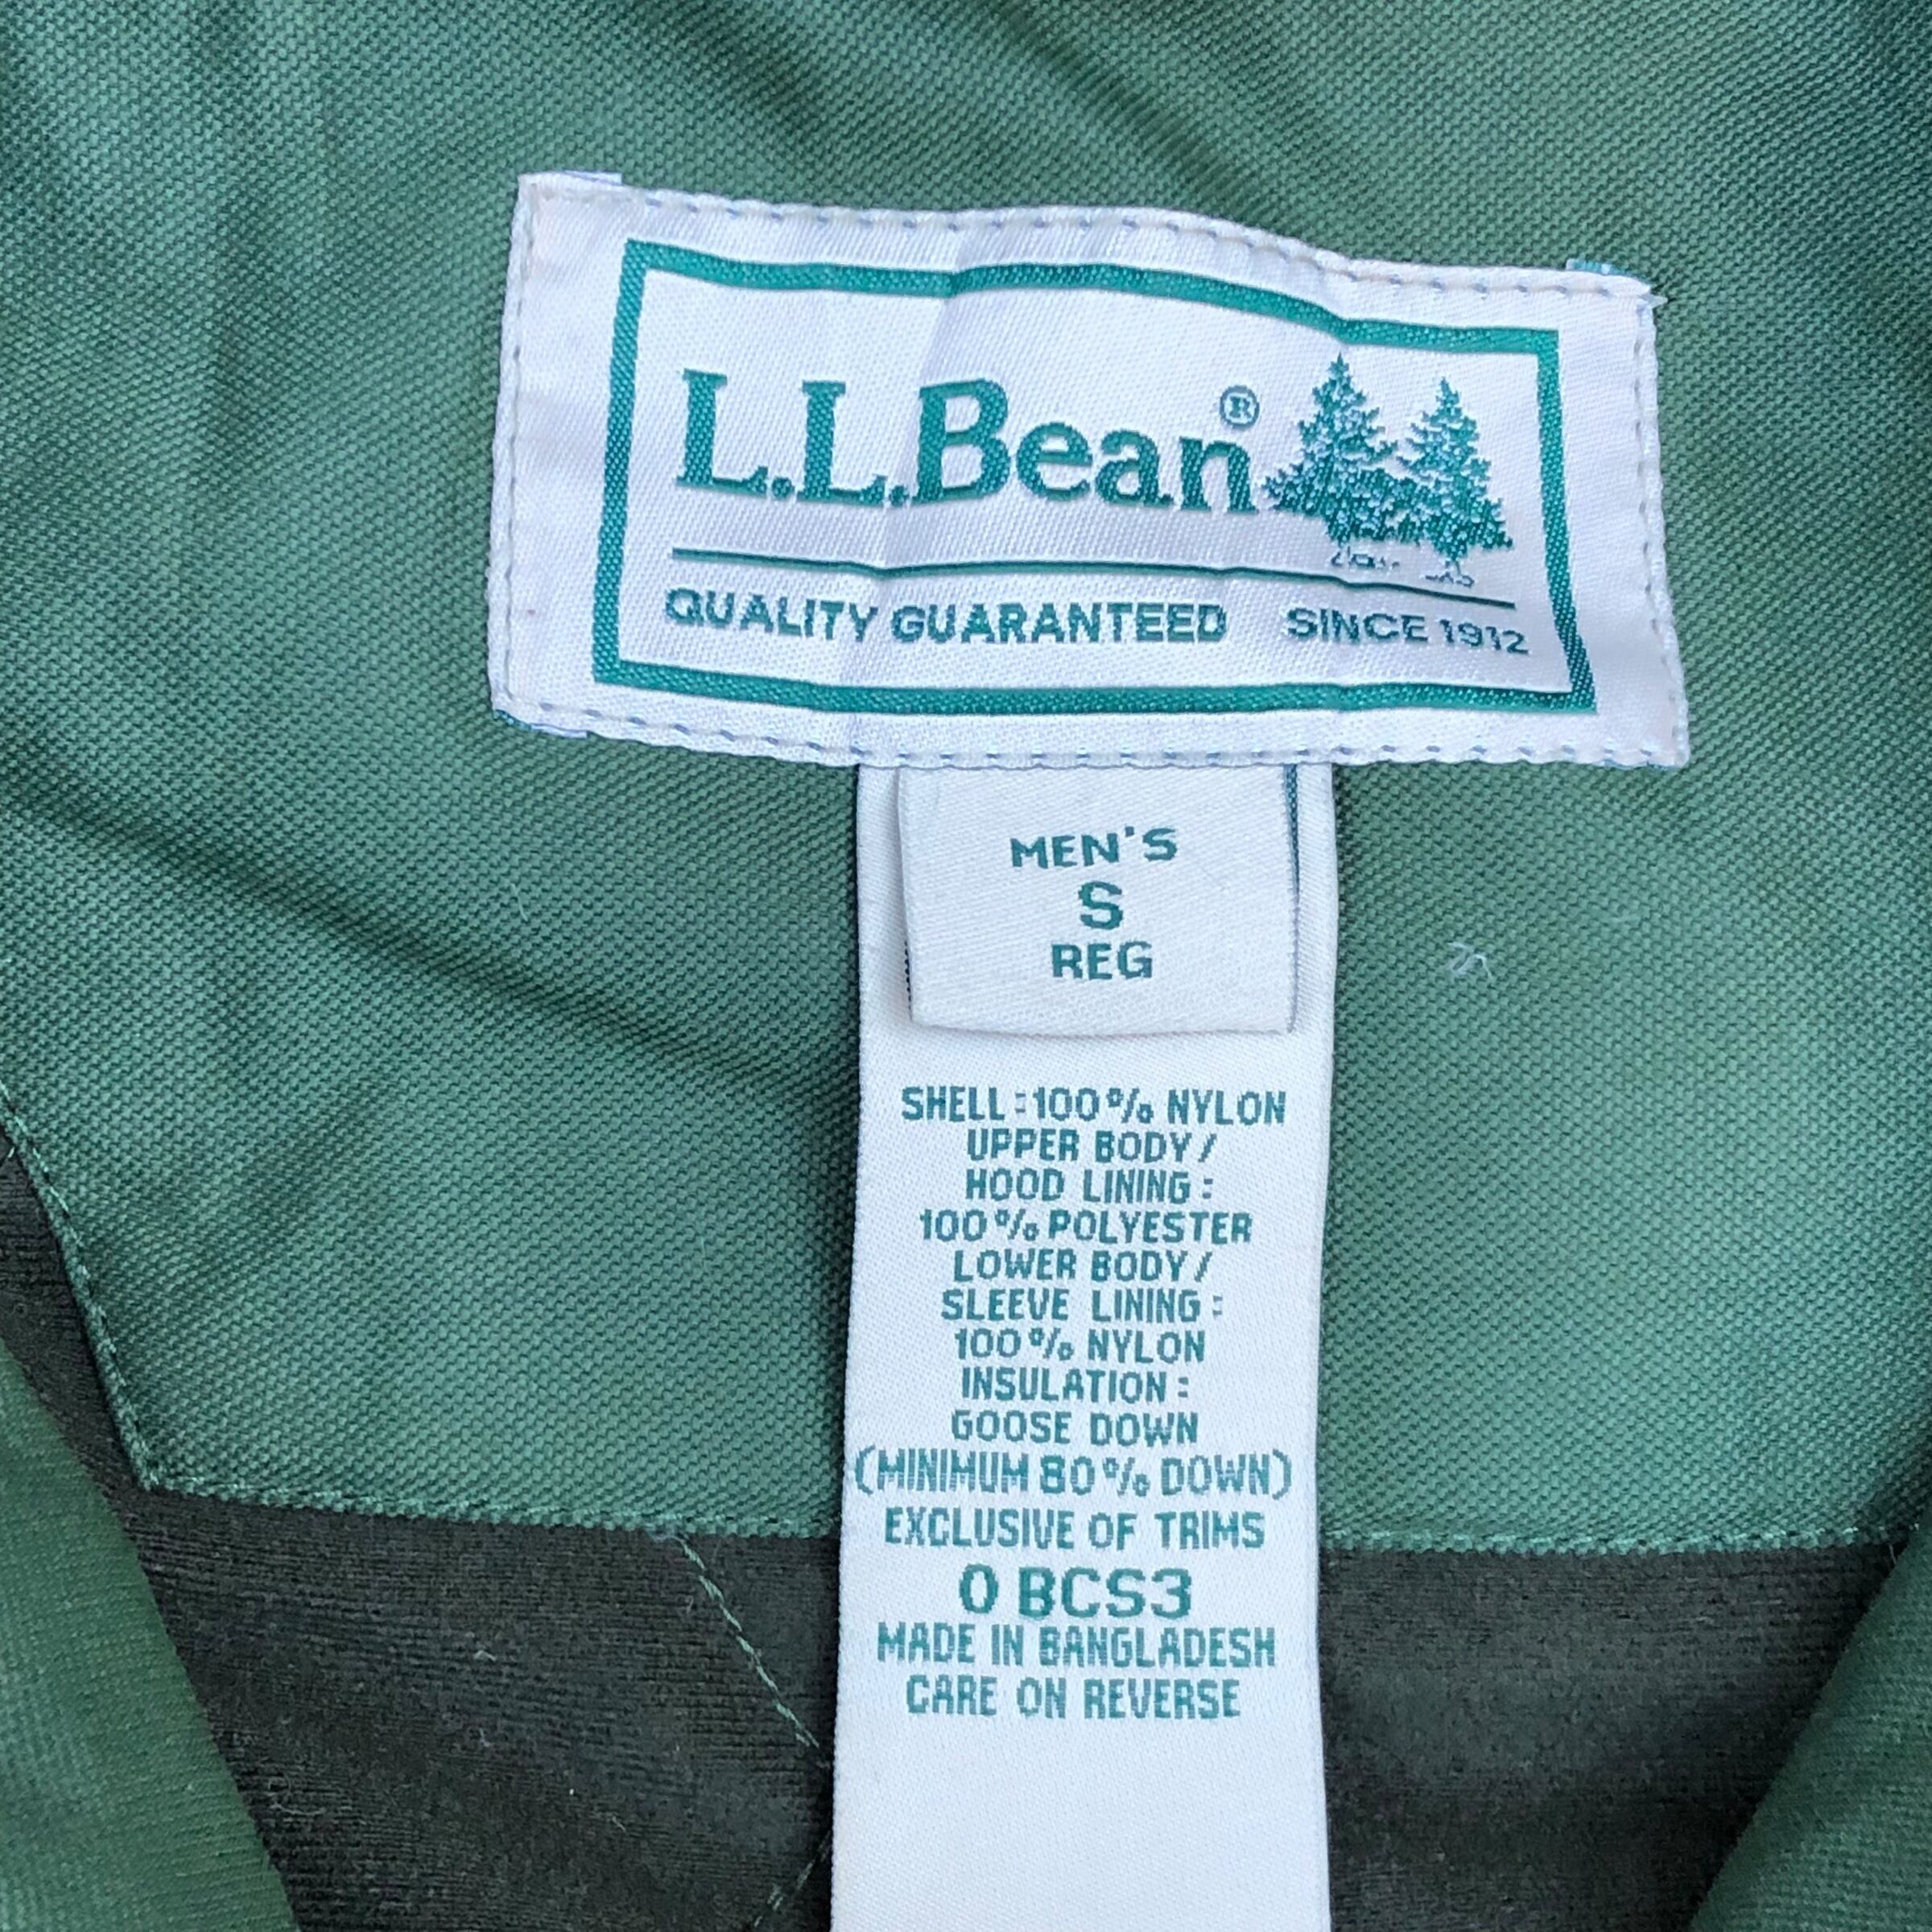 L.L.Bean®
QUALITY GUARANTEED SINCE 1912
MEN'S
S
REG
SHELL:100% NYLON
UPPER BODY/
HOOD LINING:
100% POLYESTER
LOWER BODY/
SLEEVE LINING:
100% NYLON
INSULATION:
GOOSE DOWN
(MINIMUM 80% DOWN)
EXCLUSIVE OF TRIMS
0 BCS3
MADE IN BANGLADESH
CARE ON REVERSE